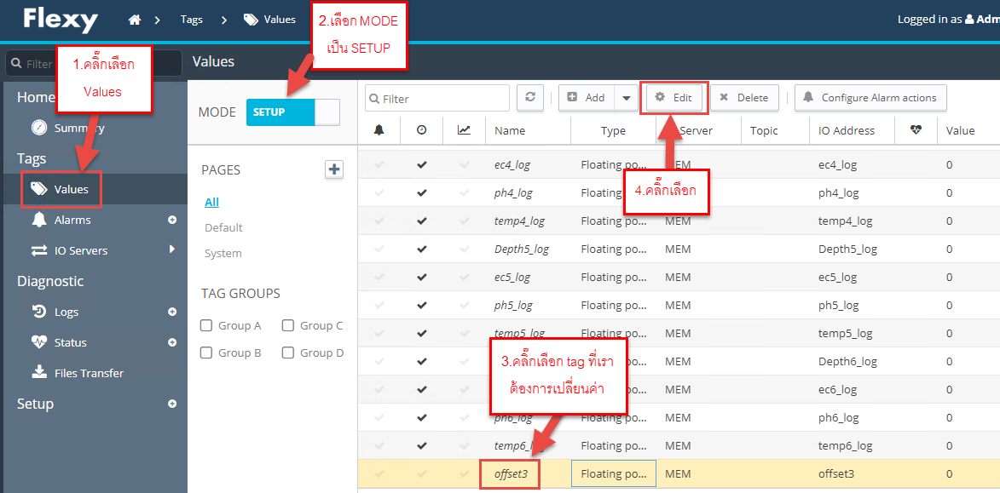 Flexy
Tags
Values
Logged in as Adm
2.เลือก MODE
เป็น SETUP
Filter
1.คลิ๊กเลือก
Values
Values
Home
Summary
Tags
Values
Alarms
IO Servers
Diagnostic
Logs
Status
Files Transfer
Setup
MODE SETUP
PAGES
All
Default
System
TAG GROUPS
Group A Group C
Group B Group D
Filter Add Edit Delete Configure Alarm actions
Name Type Server Topic IO Address Value
ec4_log Floating po... MEM ec4_log 0
ph4_log Floating po... ph4_log 0
temp4_log Floating po... MEM temp4_log 0
Depth5_log Floating po... MEM Depth5_log 0
ec5_log Floating po... MEM ec5_log 0
ph5_log Floating po... MEM ph5_log 0
temp5_log Floating po... MEM temp5_log 0
MEM Depth6_log 0
MEM ec6_log 0
ph6_log Floating po... MEM ph6_log 0
temp6_log Floating po... MEM temp6_log 0
offset3 Floating po... MEM offset3 0
4.คลิ๊กเลือก
3.คลิ๊กเลือก tag ที่เรา
ต้องการเปลี่ยนค่า